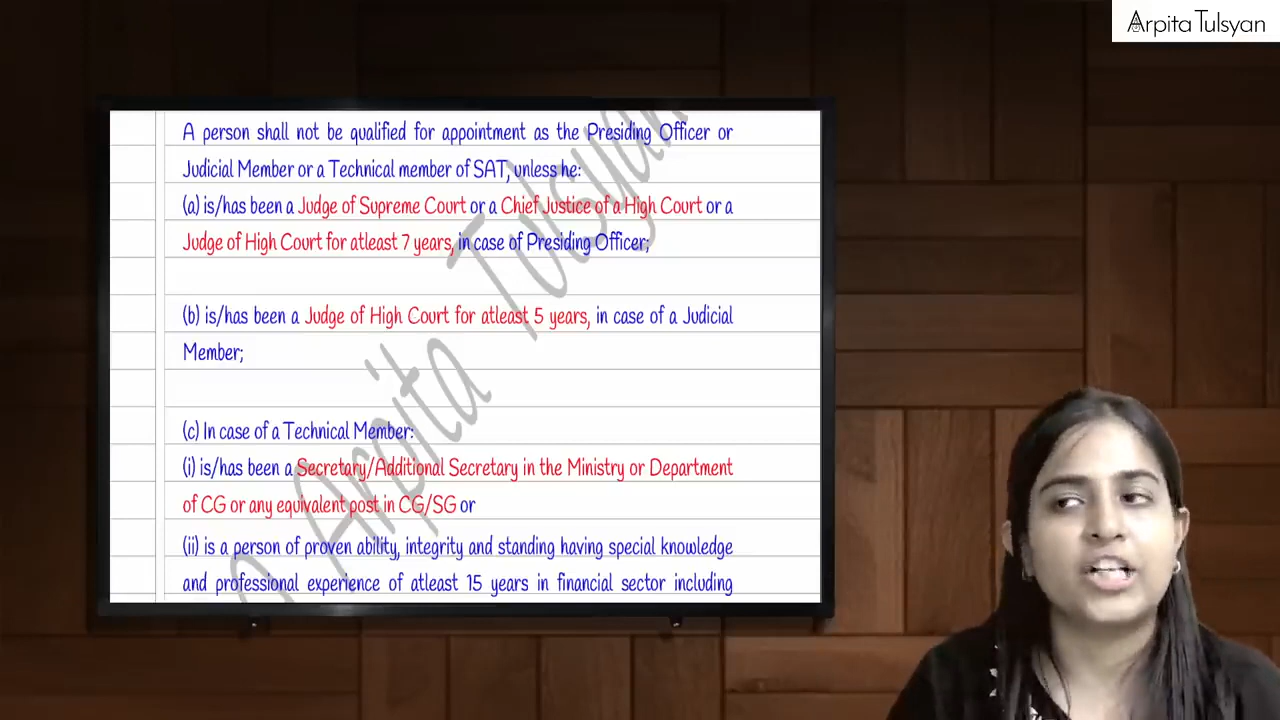 Arpita Tulsyan
A person shall not be qualified for appointment as the Presiding Officer or
Judicial Member or a Technical member of SAT, unless he:
(a) is/has been a Judge of Supreme Court or a Chief Justice of a High Court or a
Judge of High Court for atleast 7 years, in case of Presiding Officer;
(b) is/has been a Judge of High Court for atleast 5 years, in case of a Judicial
Member;
(c) In case of a Technical Member:
(i) is/has been a Secretary/Additional Secretary in the Ministry or Department
of CG or any equivalent post in CG/SG or
(ii) is a person of proven ability, integrity and standing having special knowledge
and professional experience of atleast 15 years in financial sector including
Arpita Tulsyan